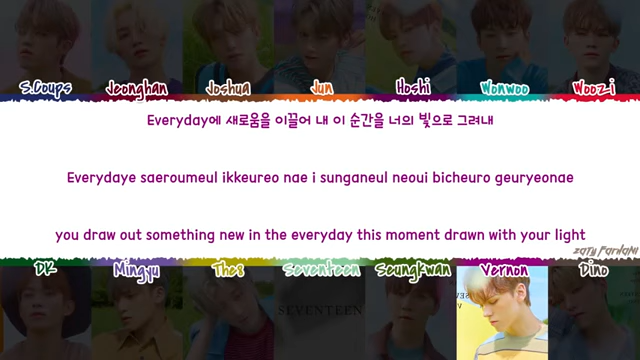 S.Coups Jeonghan Joshua Jun Hoshi Wonwoo Woozi
Everyday에 새로움을 이끌어 내 이 순간을 너의 빛으로 그려내
Everydaye saeroumeul ikkeureo nae i sunganeul neoui bicheuro geuryeonae
you draw out something new in the everyday this moment drawn with your light
ZaTy FarHaNi
DK Mingyu The8 Seventeen Seungkwan Vernon Dino
SEVENTEEN